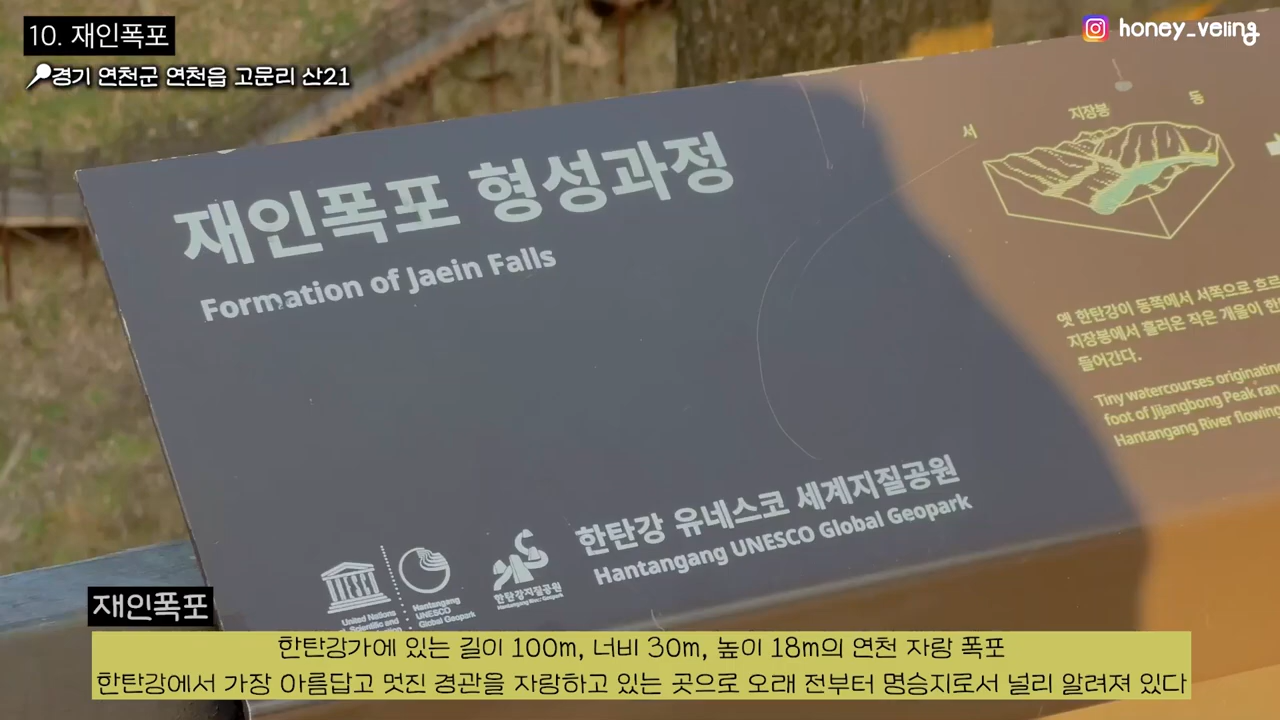 10. 재인폭포
경기 연천군 연천읍 고문리 산21
honey_veling
재인폭포 형성과정
Formation of Jaein Falls
서
지장봉
동
옛 한탄강이 동쪽에서 서쪽으로 흐르
지장봉에서 흘러온 작은 개울이 한
들어간다.
Tiny watercourses originating
foot of Jijangbong Peak ran
Hantangang River flowing
한탄강 유네스코 세계지질공원
Hantangang UNESCO Global Geopark
United Nations
Scientific and
Hantangang
UNESCO
Global Geopark
한탄강지질공원
재인폭포
한탄강가에 있는 길이 100m, 너비 30m, 높이 18m의 연천 자랑 폭포
한탄강에서 가장 아름답고 멋진 경관을 자랑하고 있는 곳으로 오래 전부터 명승지로서 널리 알려져 있다